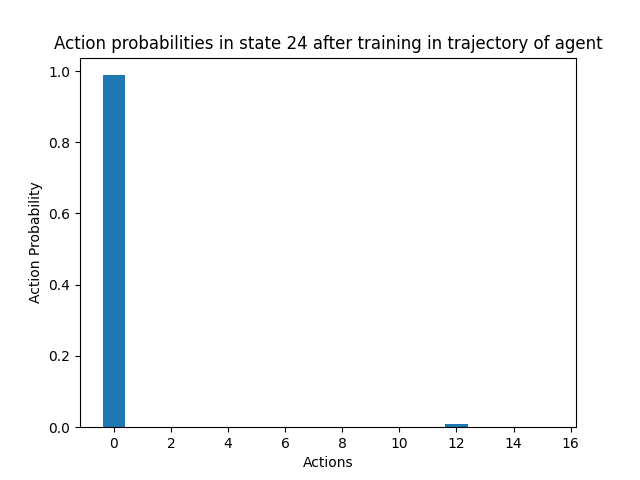 Action probabilities in state 24 after training in trajectory of agent
1.0
0.8
0.6
0.4
0.2
0.0
Action Probability
0 2 4 6 8 10 12 14 16
Actions